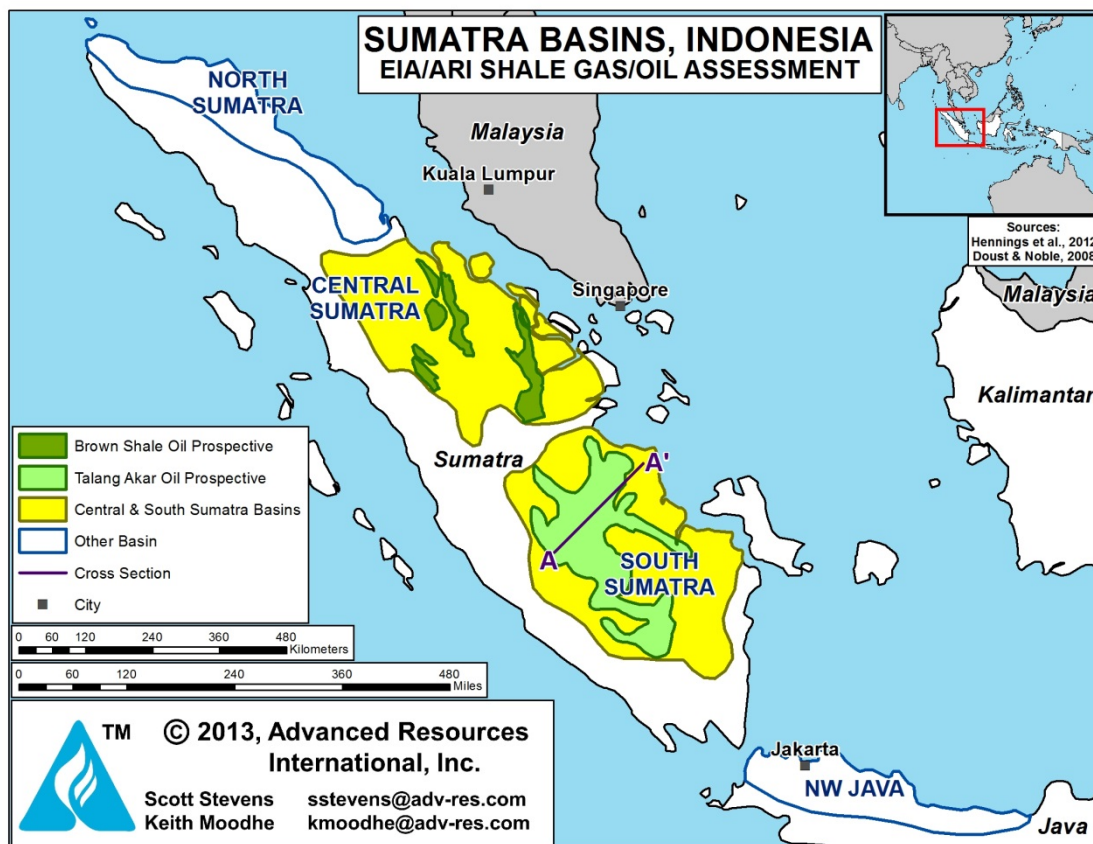 SUMATRA BASINS, INDONESIA
EIA/ARI SHALE GAS/OIL ASSESSMENT
NORTH
SUMATRA
Malaysia
Kuala Lumpur
Sources:
Hennings et al., 2012
Doust & Noble, 2008
CENTRAL
SUMATRA
Singapore
Malaysia
Kalimantan
Brown Shale Oil Prospective
Talang Akar Oil Prospective
Central & South Sumatra Basins
Other Basin
Cross Section
City
Sumatra
A'
A
SOUTH
SUMATRA
0 60 120 240 360 480
Kilometers
0 60 120 240 360 480
Miles
TM
© 2013, Advanced Resources
International, Inc.
Scott Stevens sstevens@adv-res.com
Keith Moodhe kmoodhe@adv-res.com
Jakarta
NW JAVA
Java